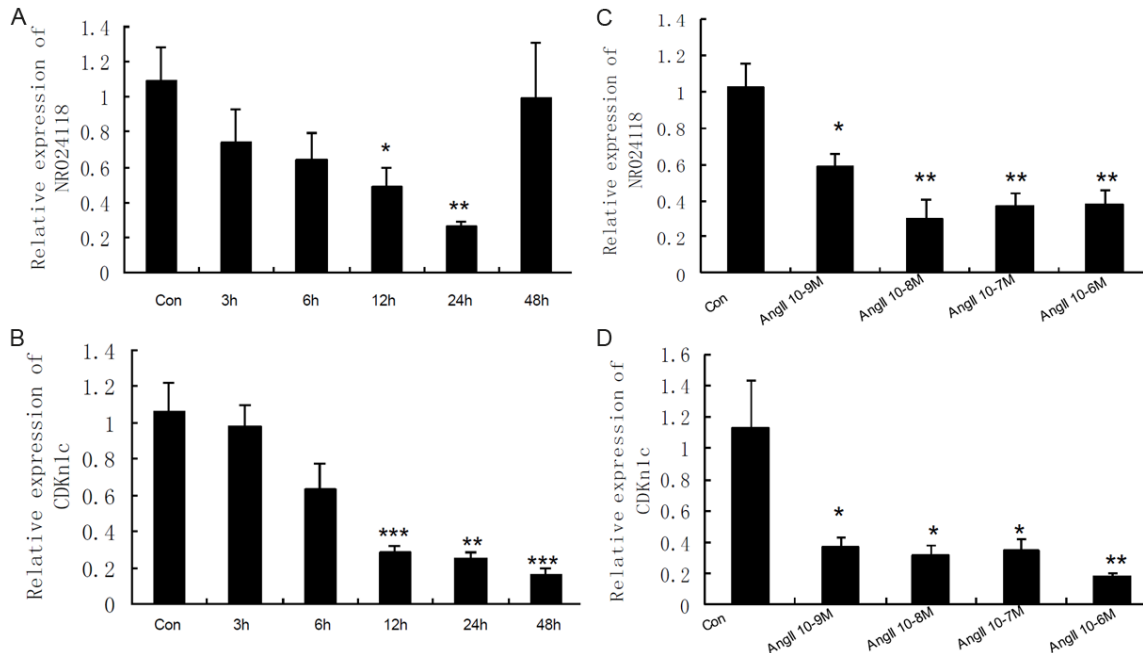 A
Relative expression of
NR024118
1.4
1.2
1
0.8
0.6
0.4
0.2
0
*
**
Con 3h 6h 12h 24h 48h
C
Relative expression of
NR024118
1.4
1.2
1
0.8
0.6
0.4
0.2
0
*
**
**
**
Con AngII 10-9M AngII 10-8M AngII 10-7M AngII 10-6M
B
Relative expression of
CDKn1c
1.4
1.2
1
0.8
0.6
0.4
0.2
0
***
**
***
Con 3h 6h 12h 24h 48h
D
Relative expression of
CDKn1c
1.6
1.4
1.2
1
0.8
0.6
0.4
0.2
0
*
*
*
**
Con AngII 10-9M AngII 10-8M AngII 10-7M AngII 10-6M